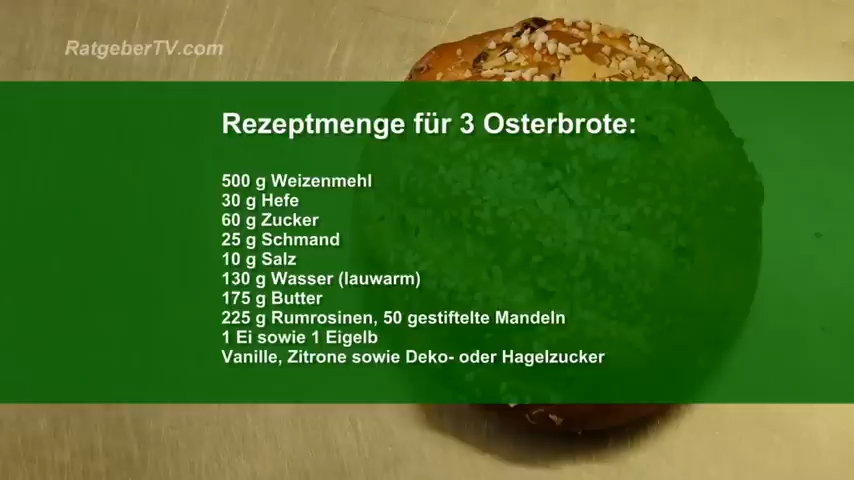 RatgeberTV.com
Rezeptmenge für 3 Osterbrote:
500 g Weizenmehl
30 g Hefe
60 g Zucker
25 g Schmand
10 g Salz
130 g Wasser (lauwarm)
175 g Butter
225 g Rumrosinen, 50 gestiftelte Mandeln
1 Ei sowie 1 Eigelb
Vanille, Zitrone sowie Deko- oder Hagelzucker